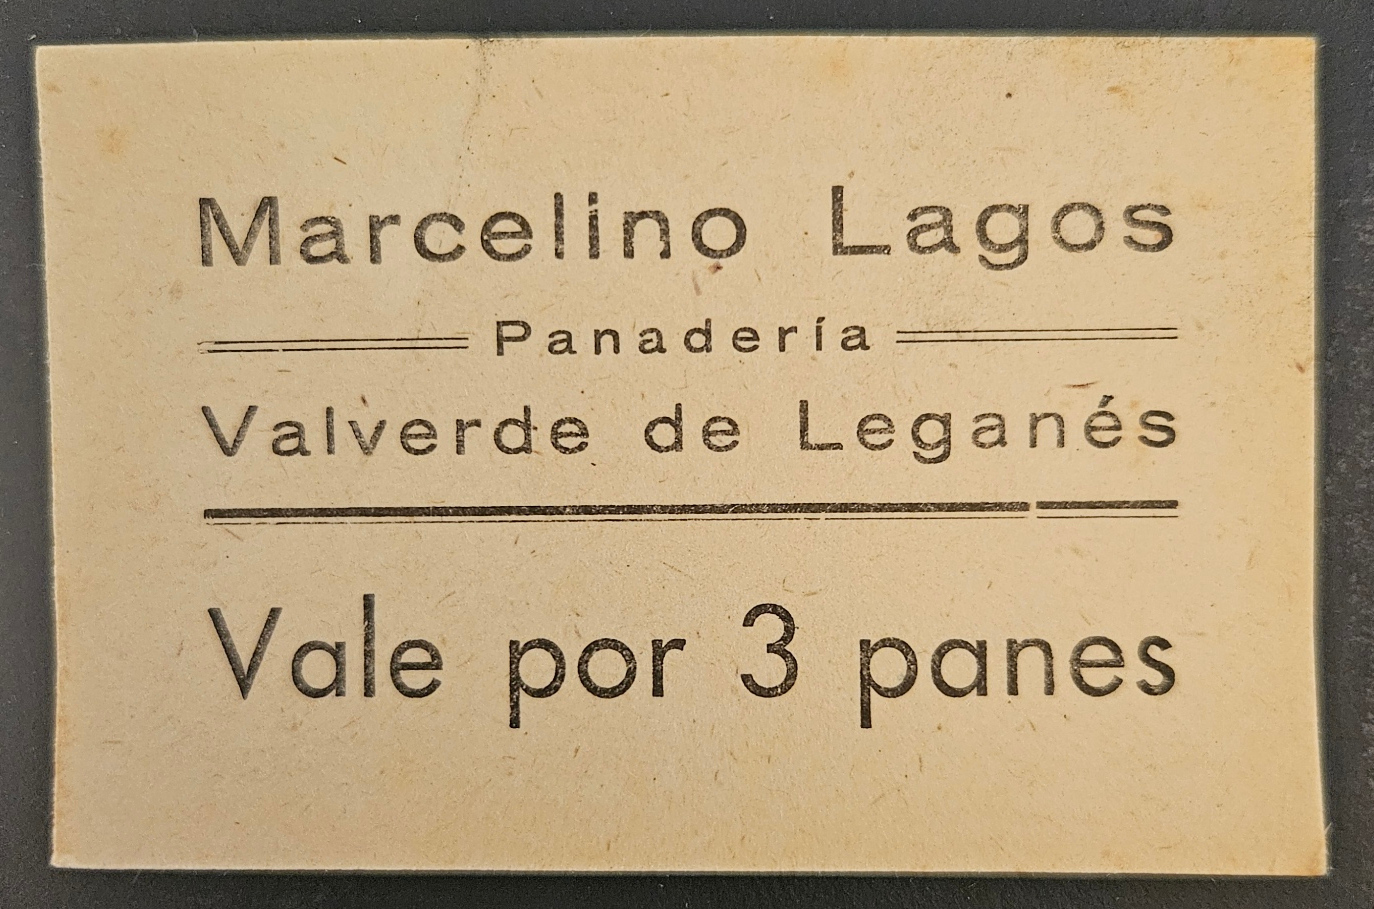 Marcelino Lagos
Panadería
Valverde de Leganés
Vale por 3 panes